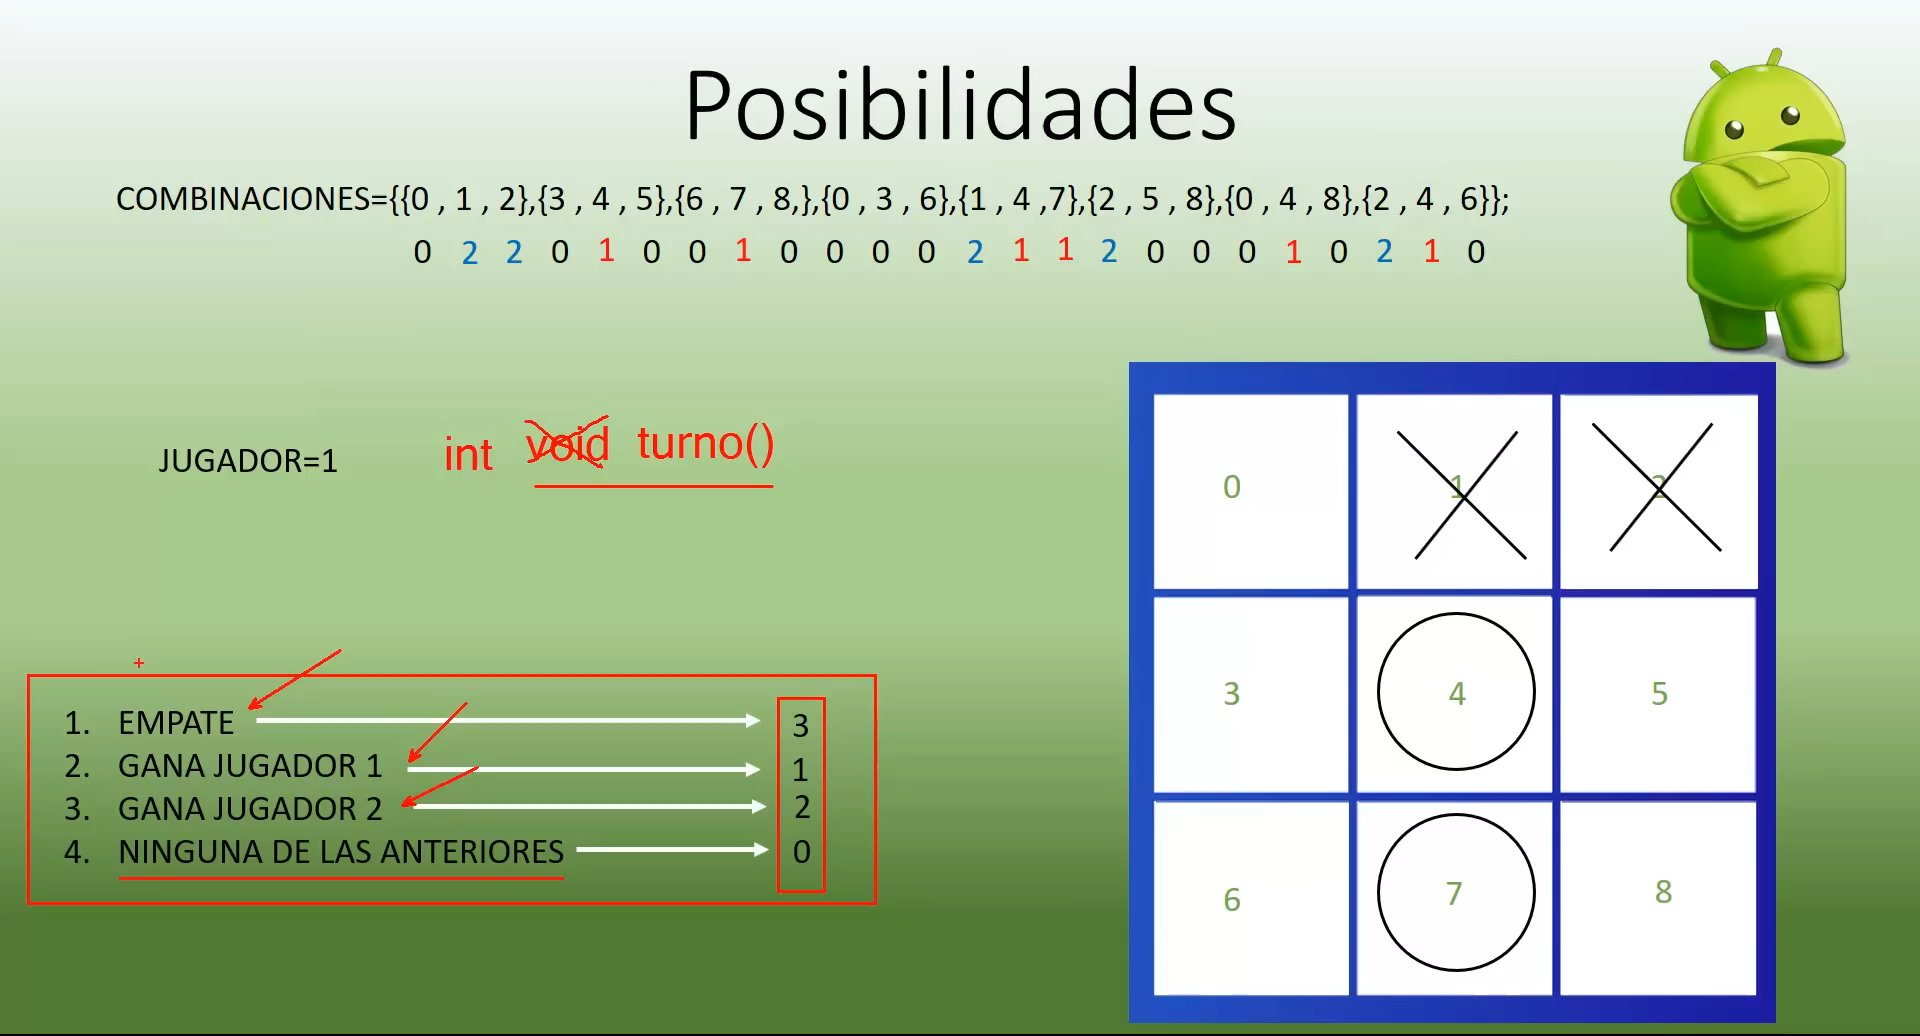 Posibilidades
COMBINACIONES={{0 , 1 , 2},{3 , 4 , 5},{6 , 7 , 8,},{0 , 3 , 6},{1 , 4 ,7},{2 , 5 , 8},{0 , 4 , 8},{2 , 4 , 6}};
0 2 2 0 1 0 0 1 0 0 0 0 2 1 1 2 0 0 0 1 0 2 1 0
JUGADOR=1
int void turno()
1. EMPATE 3
2. GANA JUGADOR 1 1
3. GANA JUGADOR 2 2
4. NINGUNA DE LAS ANTERIORES 0
0 1 2
3 4 5
6 7 8